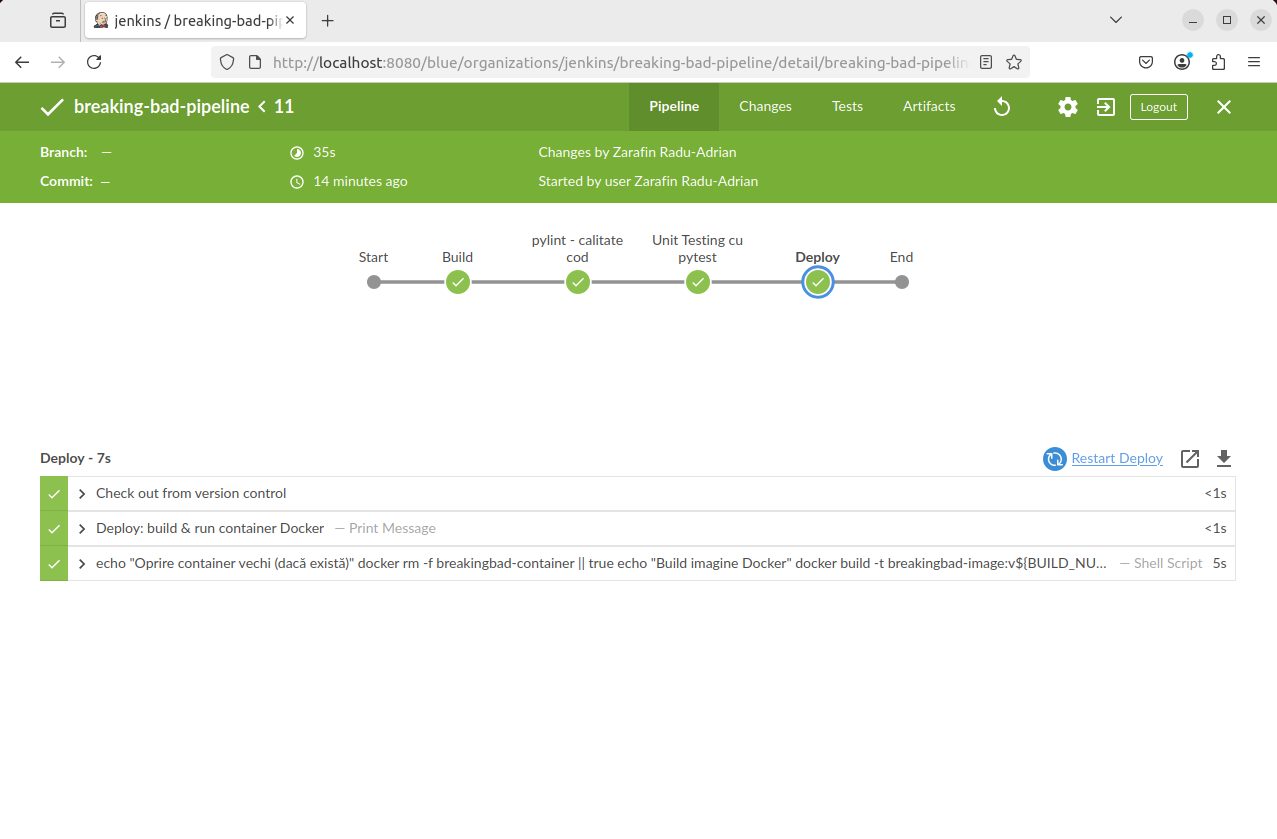 jenkins / breaking-bad-pi
http://localhost:8080/blue/organizations/jenkins/breaking-bad-pipeline/detail/breaking-bad-pipelin
breaking-bad-pipeline < 11
Pipeline
Changes
Tests
Artifacts
Logout
Branch: —
35s
Changes by Zarafin Radu-Adrian
Commit: —
14 minutes ago
Started by user Zarafin Radu-Adrian
Start
Build
pylint - calitate
cod
Unit Testing cu
pytest
Deploy
End
Deploy - 7s
Restart Deploy
Check out from version control
<1s
Deploy: build & run container Docker — Print Message
<1s
echo "Oprire container vechi (dacă există)" docker rm -f breakingbad-container || true echo "Build imagine Docker" docker build -t breakingbad-image:v${BUILD_NU... — Shell Script
5s